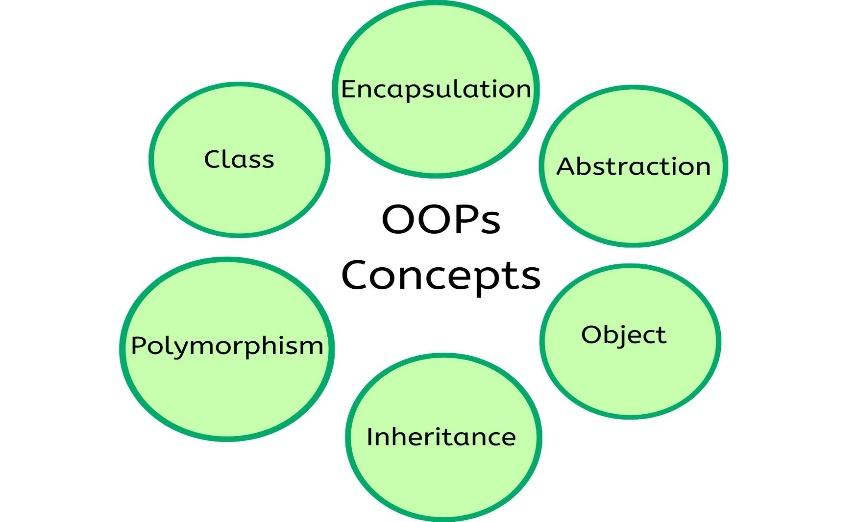 Encapsulation
Class
Abstraction
OOPs
Concepts
Polymorphism
Object
Inheritance